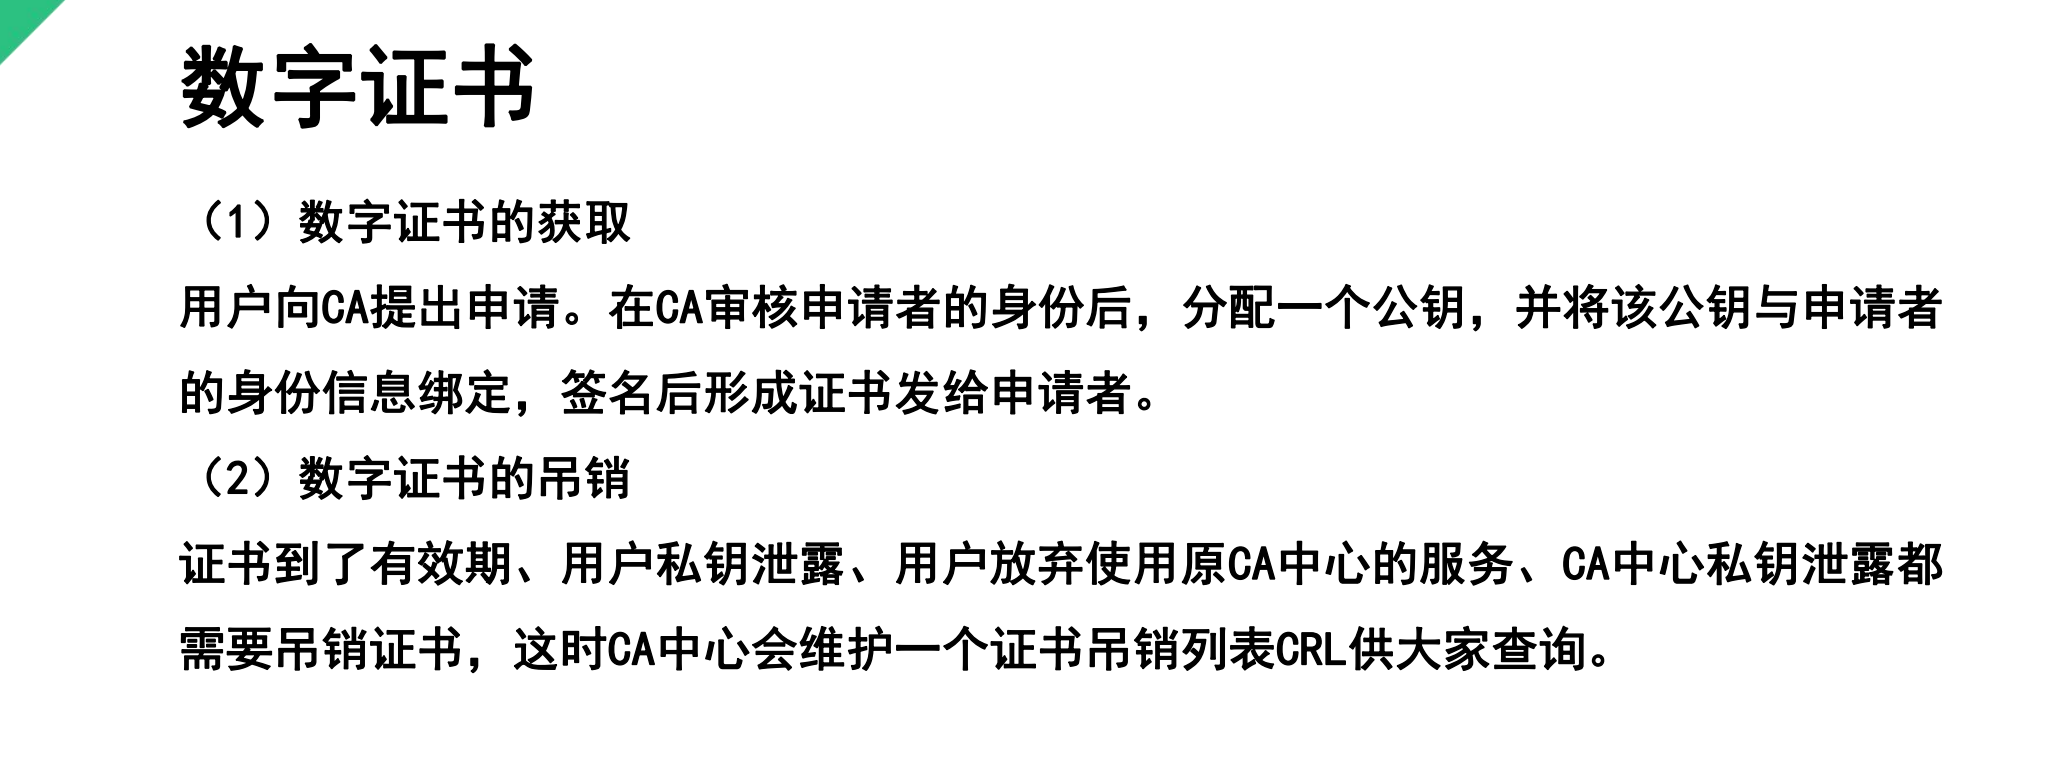 数字证书
（1）数字证书的获取
用户向CA提出申请。在CA审核申请者的身份后，分配一个公钥，并将该公钥与申请者
的身份信息绑定，签名后形成证书发给申请者。
（2）数字证书的吊销
证书到了有效期、用户私钥泄露、用户放弃使用原CA中心的服务、CA中心私钥泄露都
需要吊销证书，这时CA中心会维护一个证书吊销列表CRL供大家查询。